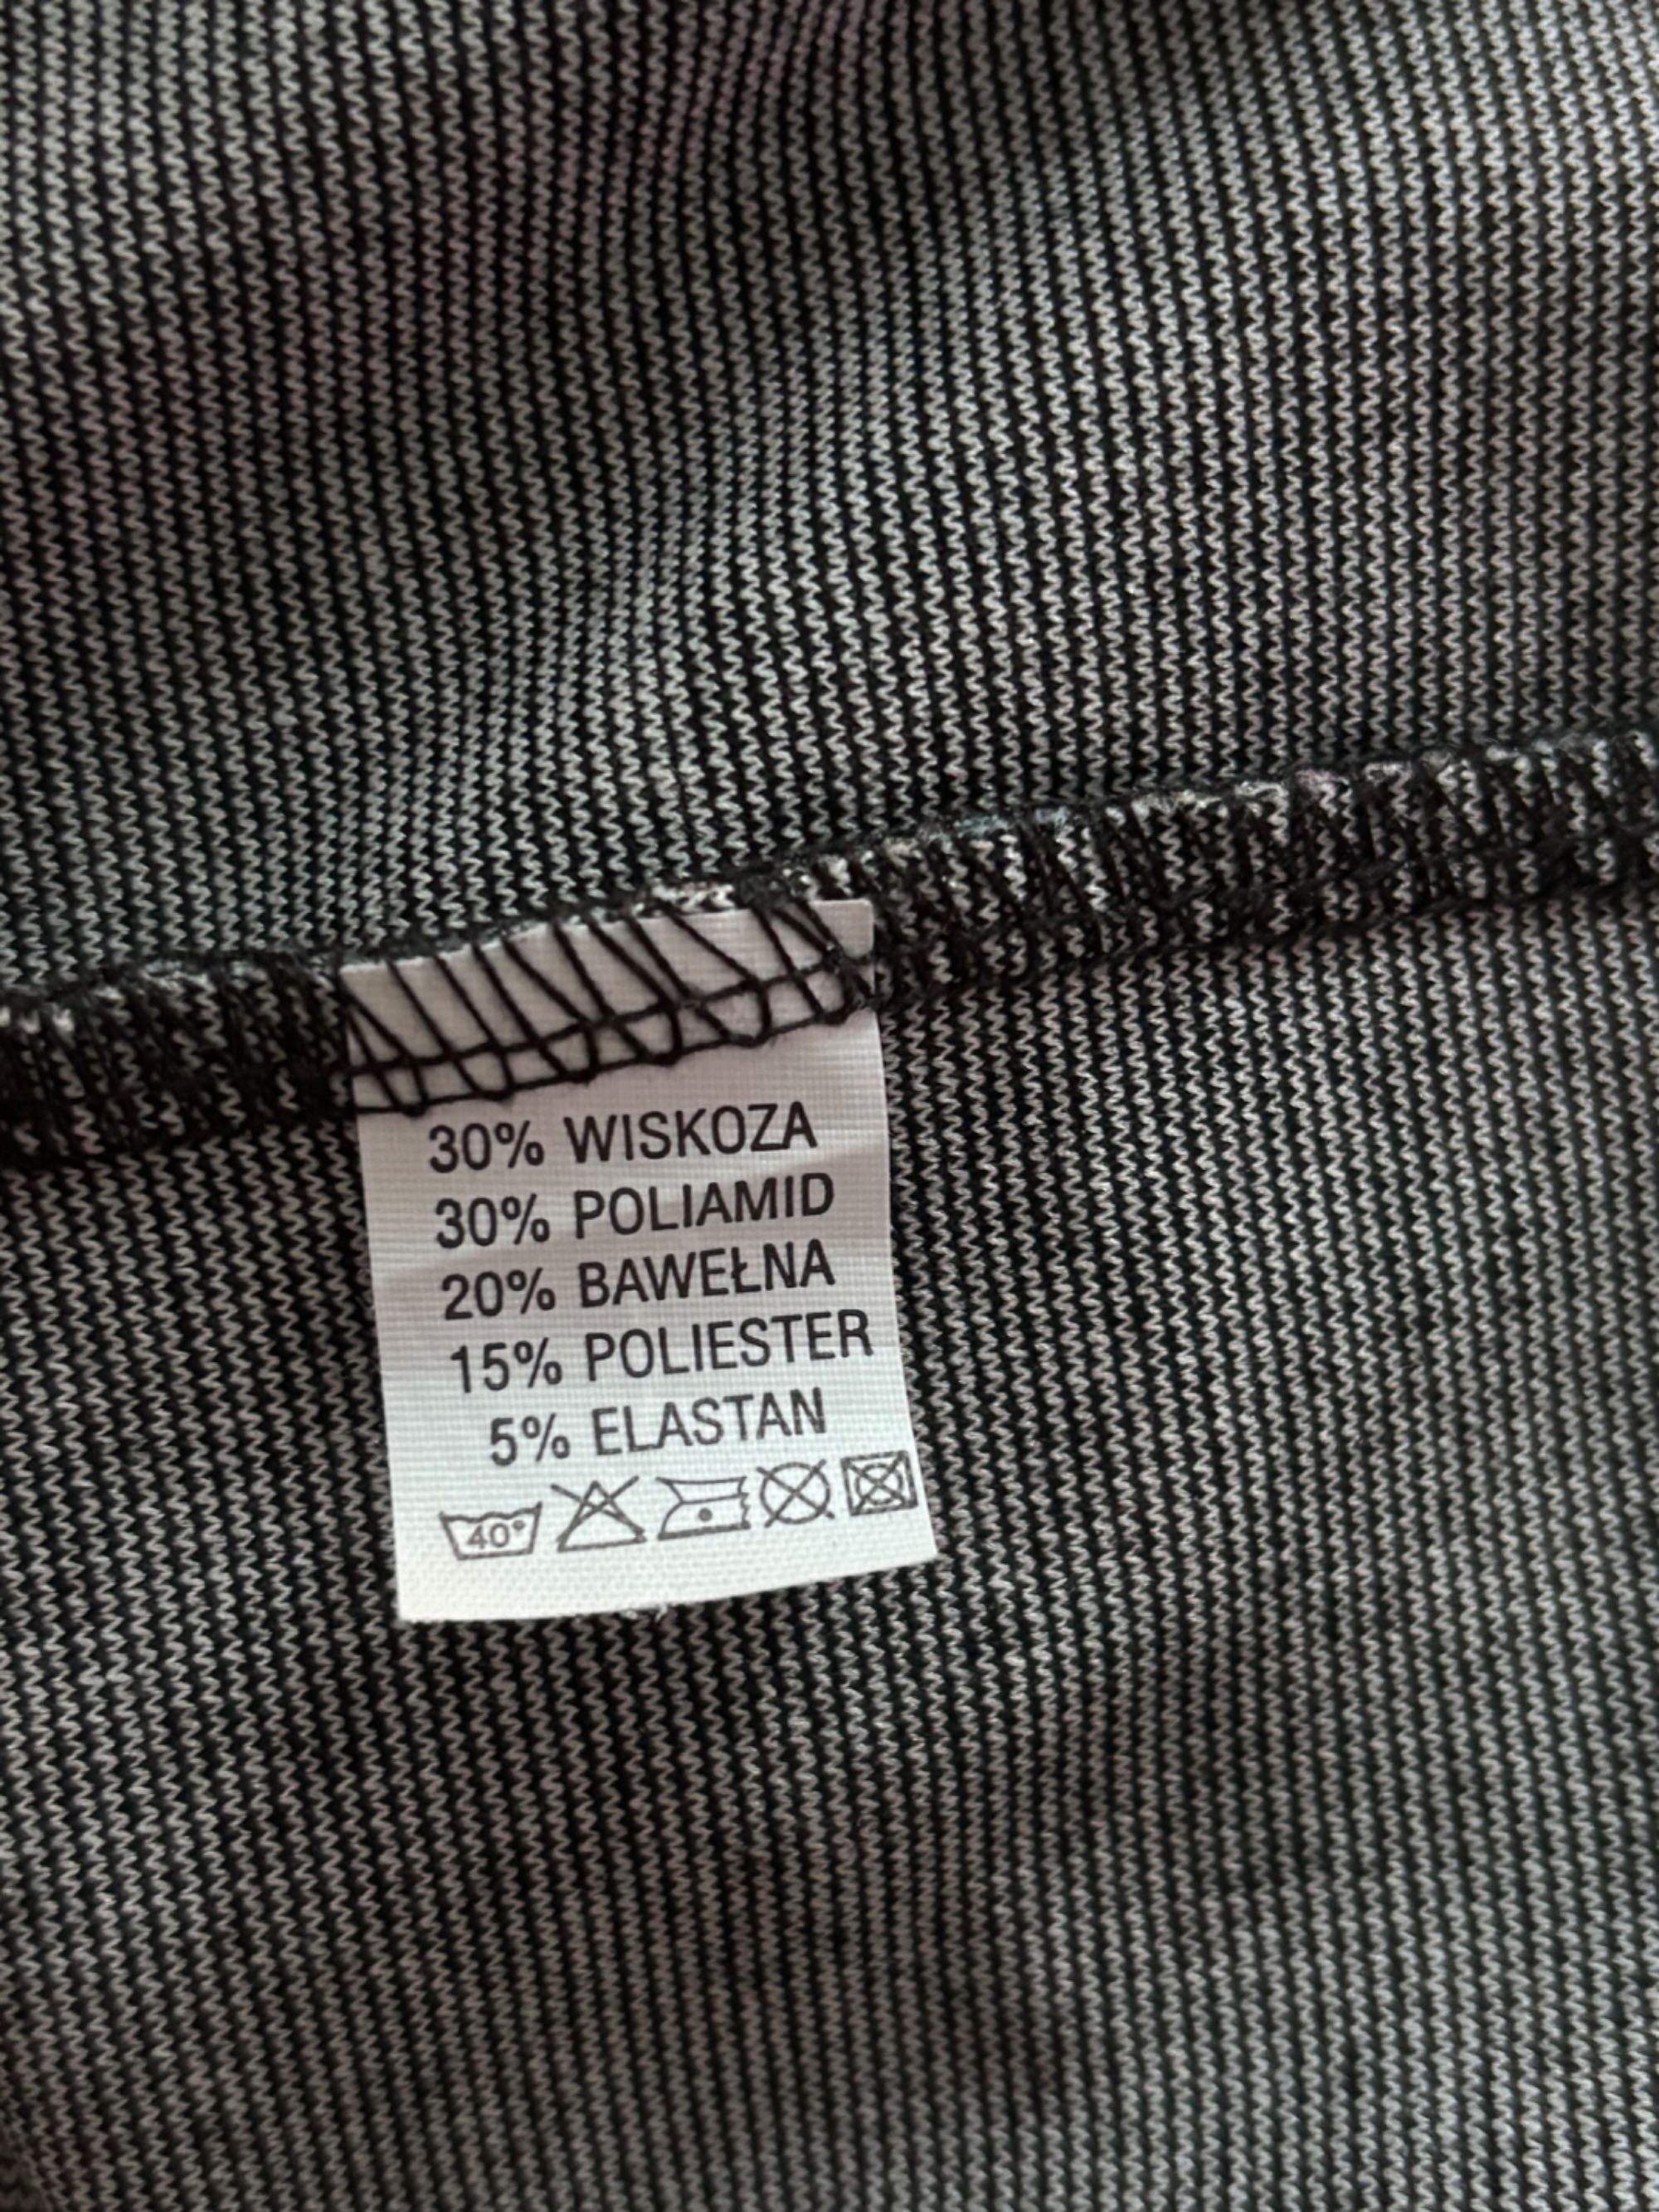 30% WISKOZA
30% POLIAMID
20% BAWEŁNA
15% POLIESTER
5% ELASTAN
40°